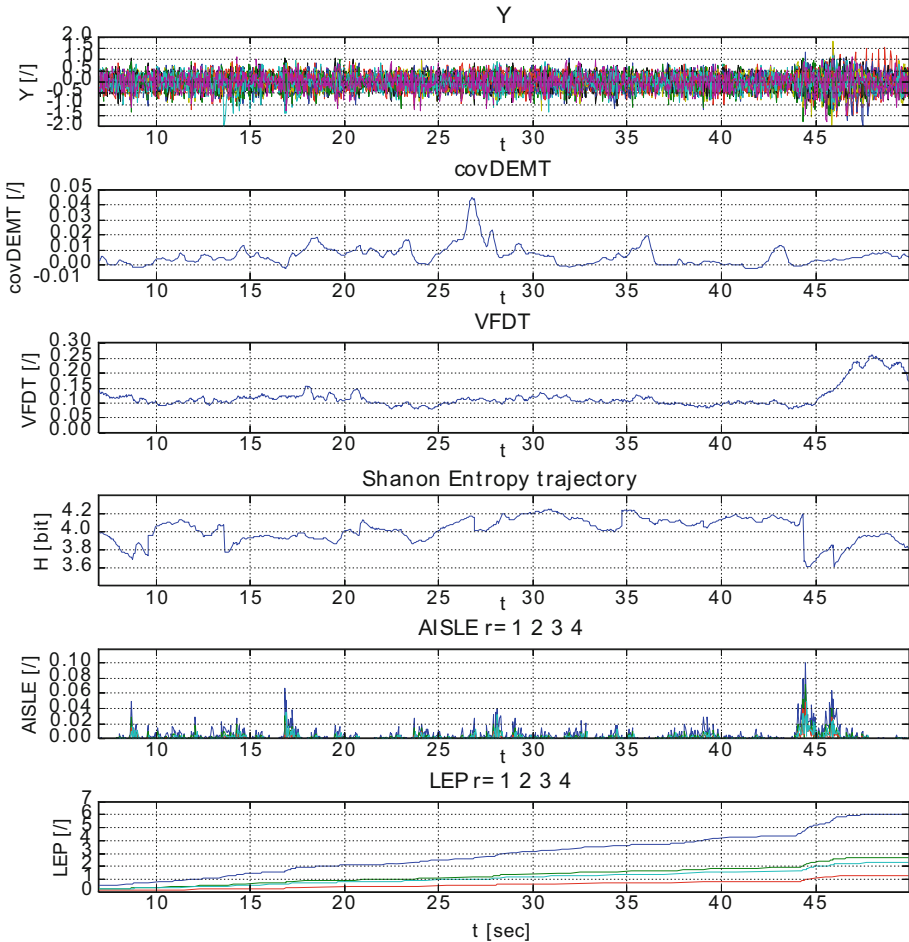 Y
Y [/]
2.0
1.5
1.0
0.5
0.0
-0.5
-1.0
-1.5
-2.0
10 15 20 25 30 35 40 45
t
covDEMT
covDEMT [/]
0.05
0.04
0.02
0.01
0.00
-0.01
10 15 20 25 30 35 40 45
t
VFDT
VFDT [/]
0.30
0.25
0.20
0.15
0.10
0.05
0.00
10 15 20 25 30 35 40 45
t
Shanon Entropy trajectory
H [bit]
4.2
4.0
3.8
3.6
10 15 20 25 30 35 40 45
t
AISLE r= 1 2 3 4
AISLE [/]
0.10
0.08
0.06
0.04
0.02
0.00
10 15 20 25 30 35 40 45
t
LEP r= 1 2 3 4
LEP [/]
7
6
5
4
3
2
1
0
10 15 20 25 30 35 40 45
t [sec]